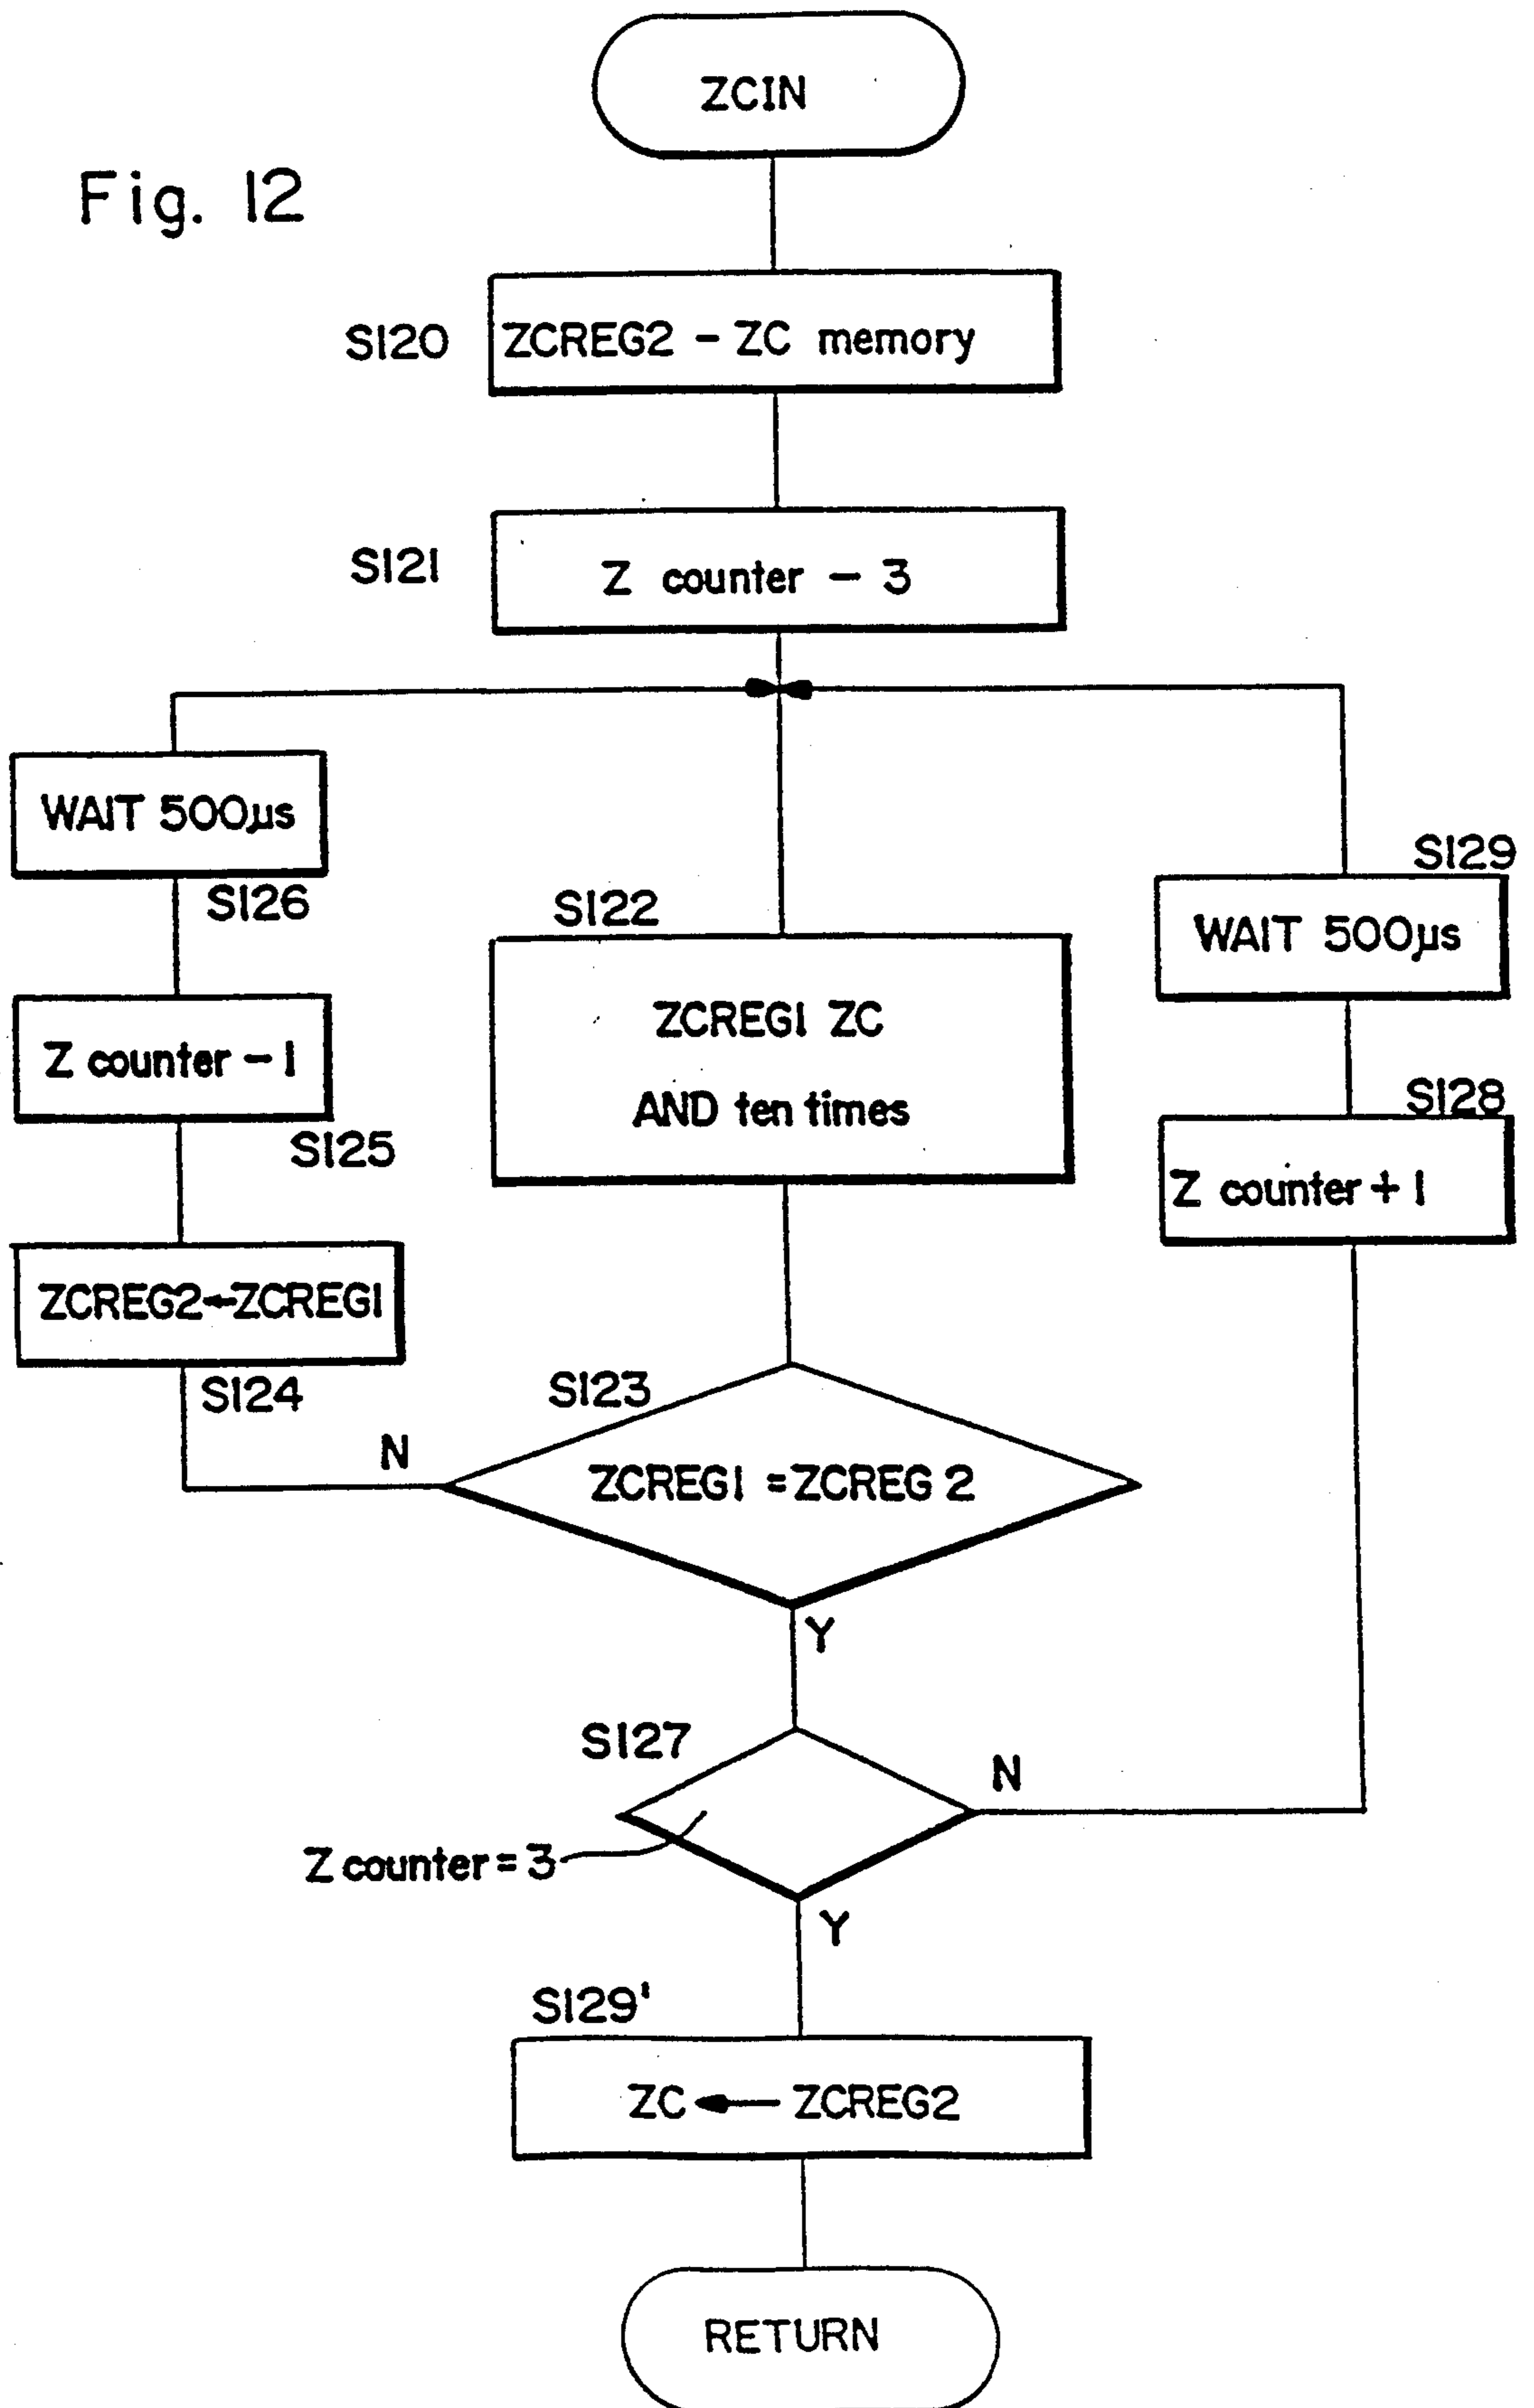 ZCIN
Fig. 12
S120
ZCREG2 - ZC memory
S121
Z counter - 3
WAIT 500µs
S126
S122
S129
WAIT 500µs
Z counter - 1
S125
ZCREG1 ZC
AND ten times
S128
Z counter + 1
ZCREG2←ZCREG1
S124
S123
N
ZCREG1 = ZCREG 2
Y
S127
N
Z counter = 3
Y
S129'
ZC ← ZCREG2
RETURN